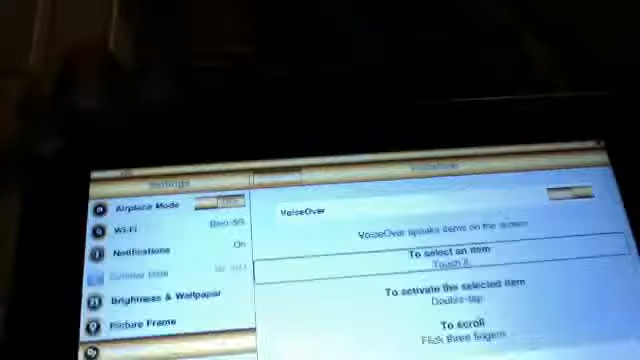 Settings
Airplane Mode
Wi-Fi
Notifications
On
Brightness & Wallpaper
Picture Frame
VoiceOver
VoiceOver speaks items on the screen
To select an item
Touch it
To activate the selected item
Double-tap
To scroll
Flick three fingers